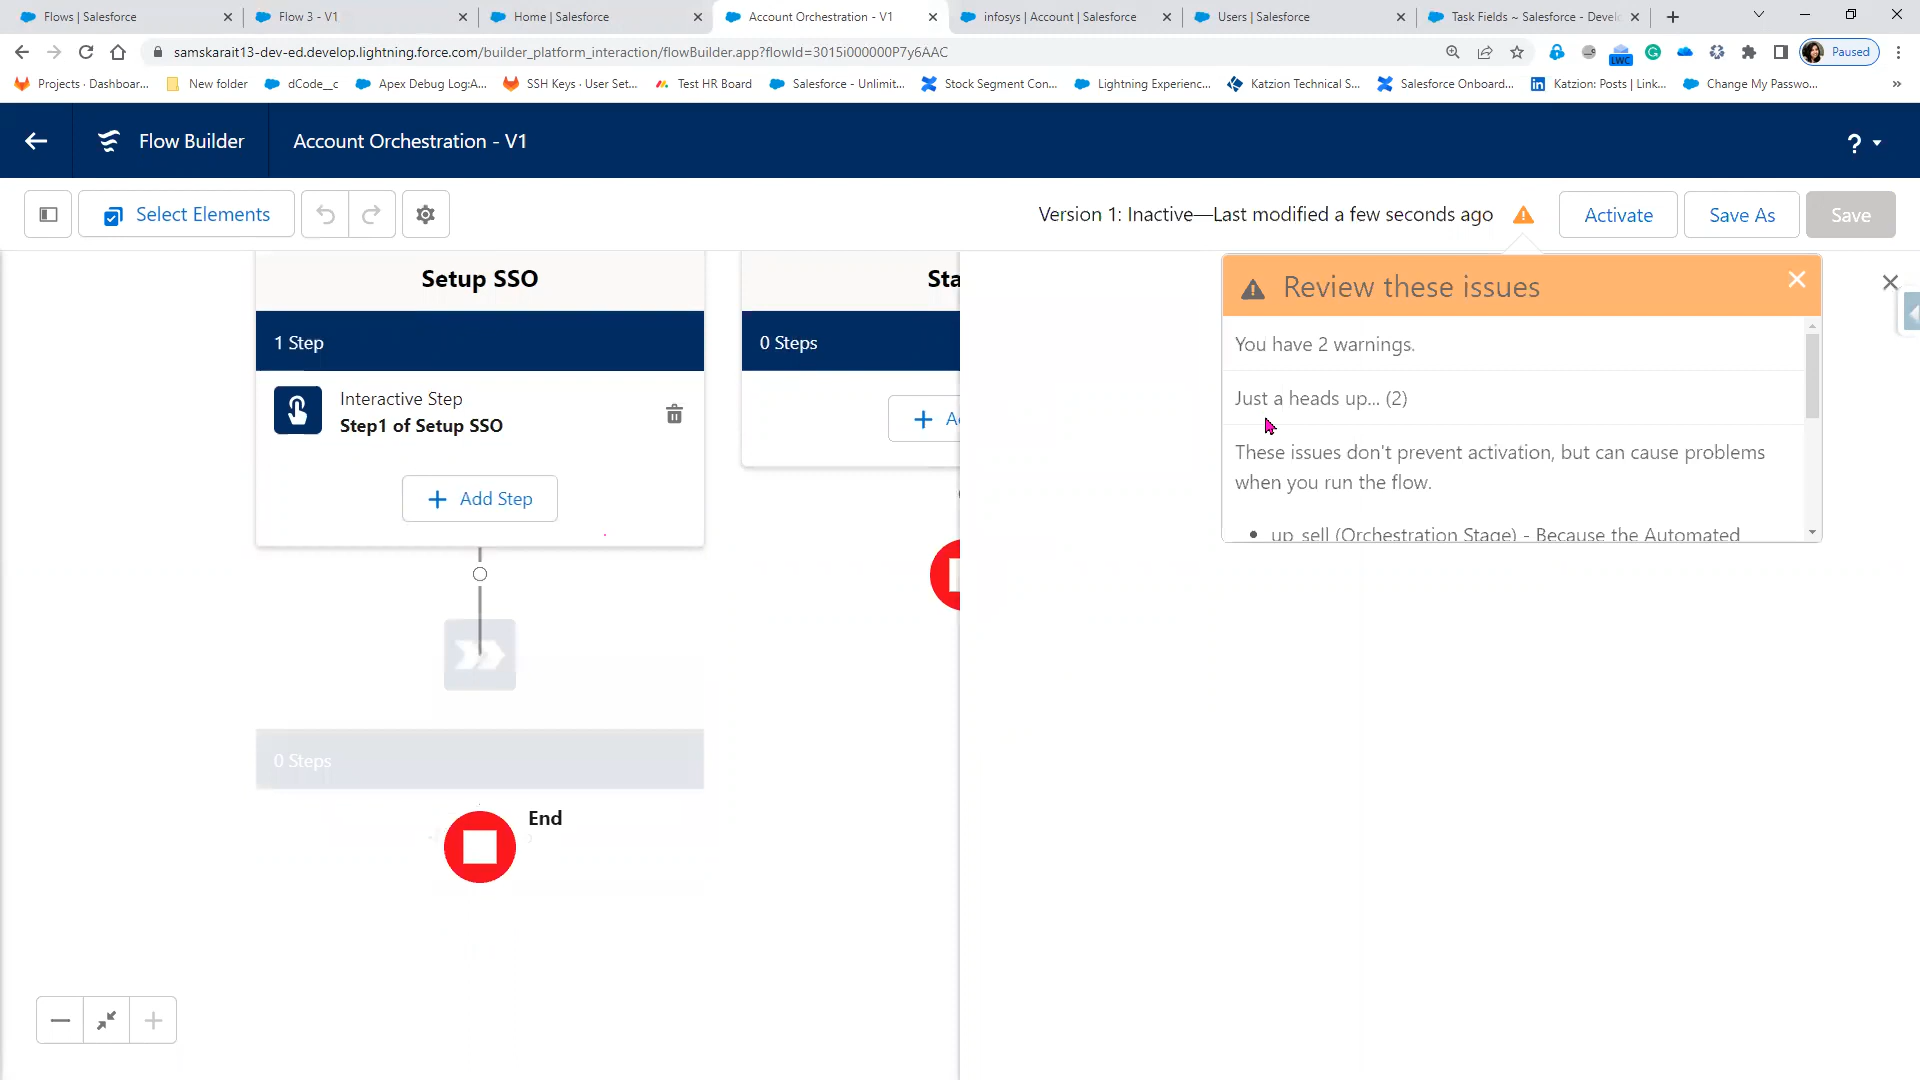 Flows | Salesforce
Flow 3 - V1
Home | Salesforce
Account Orchestration - V1
infosys | Account | Salesforce
Users | Salesforce
Task Fields ~ Salesforce - Devel
samskarait13-dev-ed.develop.lightning.force.com/builder_platform_interaction/flowBuilder.app?flowId=3015i000000P7y6AAC
LWC
Paused
Projects · Dashboar...
New folder
dCode__c
Apex Debug Log:A...
SSH Keys · User Set...
Test HR Board
Salesforce - Unlimit...
Stock Segment Con...
Lightning Experienc...
Katzion Technical S...
Salesforce Onboard...
Katzion: Posts | Link...
Change My Passwo...
»
Flow Builder
Account Orchestration - V1
?
Select Elements
Version 1: Inactive—Last modified a few seconds ago
Activate
Save As
Save
Setup SSO
1 Step
Interactive Step
Step1 of Setup SSO
Add Step
Sta
0 Steps
0 Steps
End
Review these issues
You have 2 warnings.
Just a heads up... (2)
These issues don't prevent activation, but can cause problems
when you run the flow.
• up_sell (Orchestration Stage) - Because the Automated